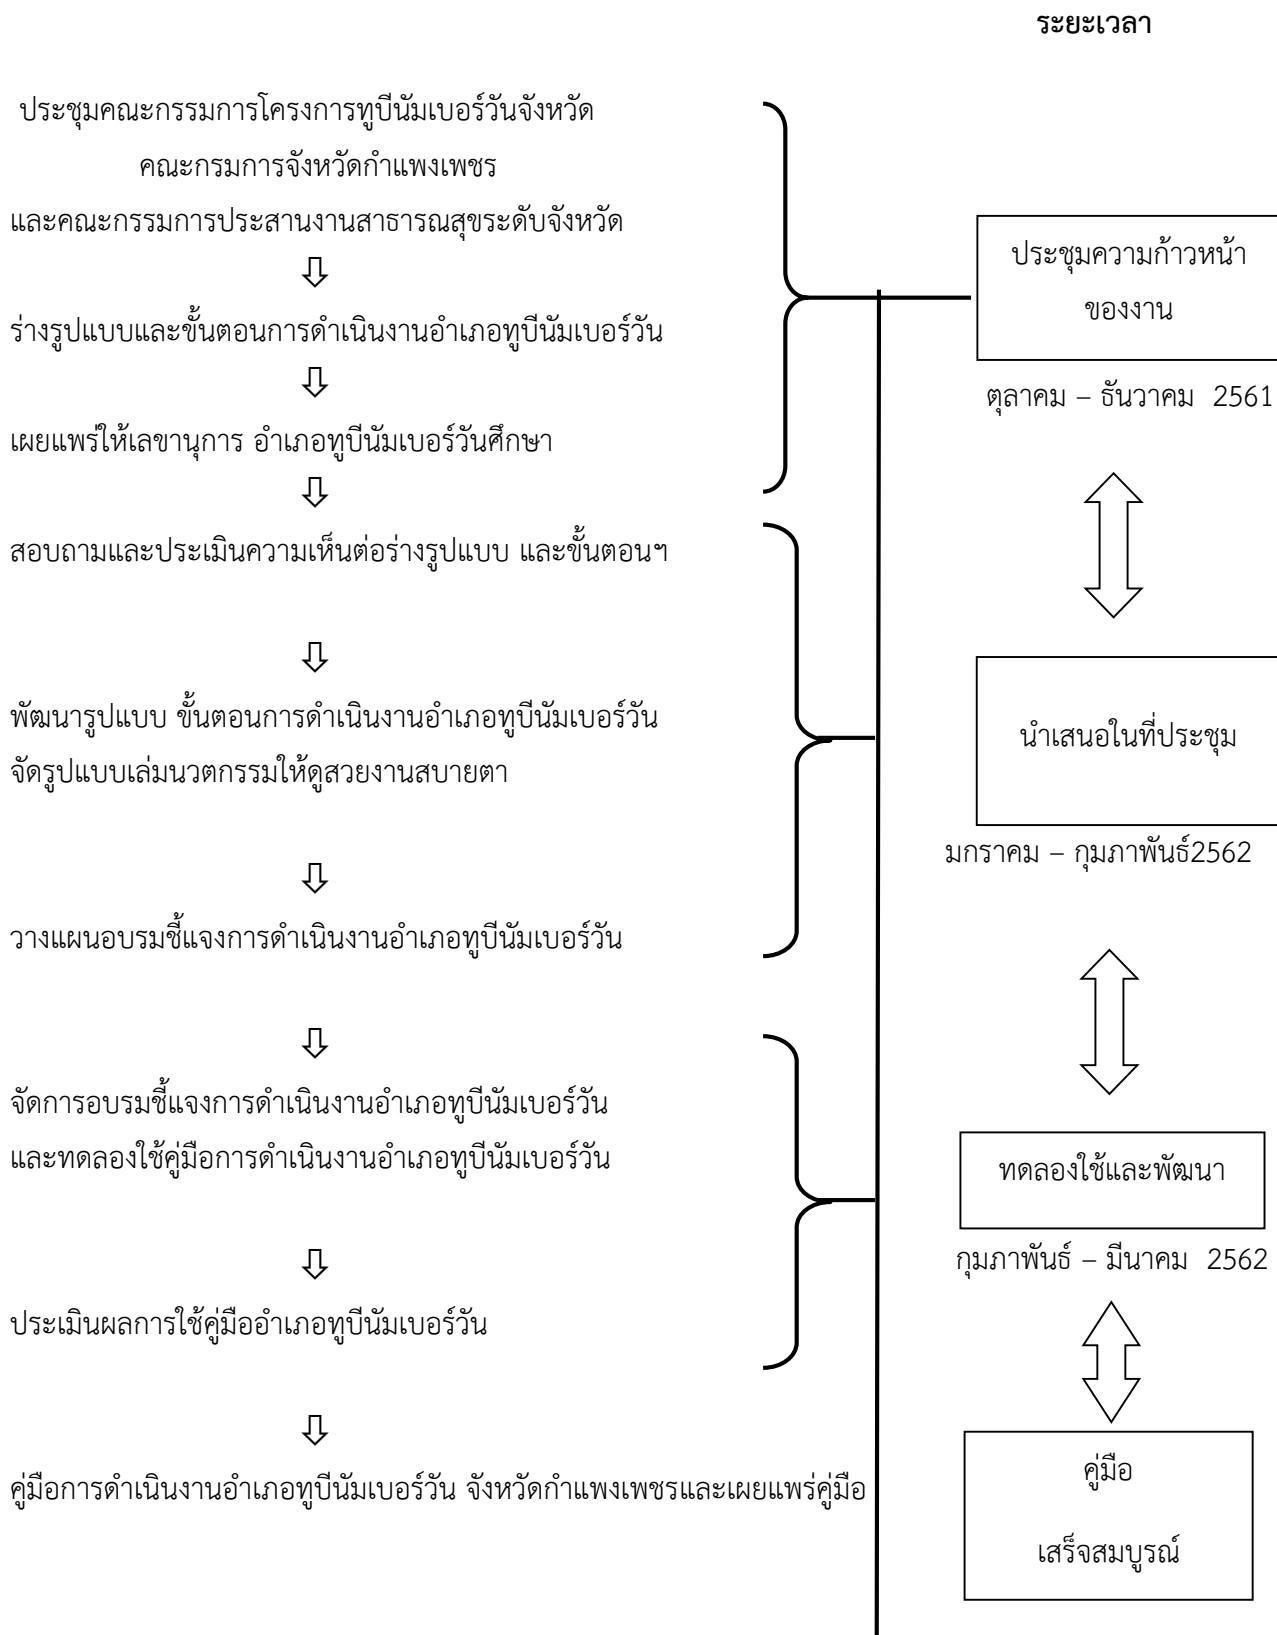 ระยะเวลา
ประชุมคณะกรรมการโครงการทูบีนัมเบอร์วันจังหวัด
คณะกรมการจังหวัดกำแพงเพชร
และคณะกรรมการประสานงานสาธารณสุขระดับจังหวัด
ร่างรูปแบบและขั้นตอนการดำเนินงานอำเภอทูบีนัมเบอร์วัน
เผยแพร่ให้เลขานุการ อำเภอทูบีนัมเบอร์วันศึกษา
สอบถามและประเมินความเห็นต่อร่างรูปแบบ และขั้นตอนฯ
พัฒนารูปแบบ ขั้นตอนการดำเนินงานอำเภอทูบีนัมเบอร์วัน
จัดรูปแบบเล่มนวตกรรมให้ดูสวยงานสบายตา
วางแผนอบรมชี้แจงการดำเนินงานอำเภอทูบีนัมเบอร์วัน
จัดการอบรมชี้แจงการดำเนินงานอำเภอทูบีนัมเบอร์วัน
และทดลองใช้คู่มือการดำเนินงานอำเภอทูบีนัมเบอร์วัน
ประเมินผลการใช้คู่มืออำเภอทูบีนัมเบอร์วัน
คู่มือการดำเนินงานอำเภอทูบีนัมเบอร์วัน จังหวัดกำแพงเพชรและเผยแพร่คู่มือ
ประชุมความก้าวหน้า
ของงาน
ตุลาคม – ธันวาคม 2561
นำเสนอในที่ประชุม
มกราคม – กุมภาพันธ์2562
ทดลองใช้และพัฒนา
กุมภาพันธ์ – มีนาคม 2562
คู่มือ
เสร็จสมบูรณ์